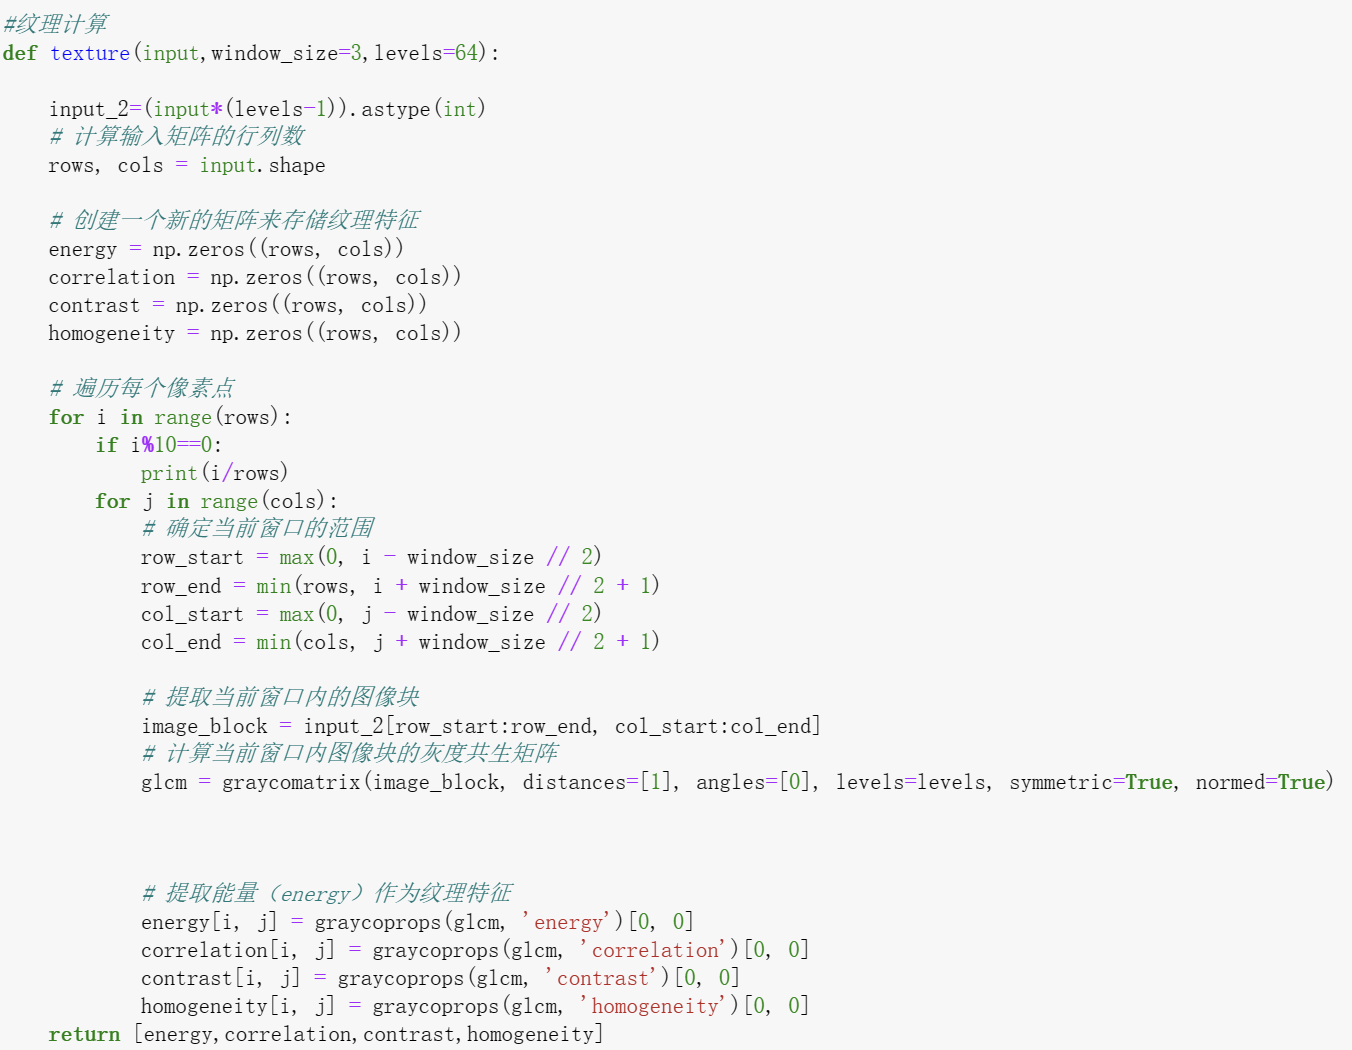 #纹理计算
def texture(input,window_size=3,levels=64):
    input_2=(input*(levels-1)).astype(int)
    # 计算输入矩阵的行列数
    rows, cols = input.shape
    # 创建一个新的矩阵来存储纹理特征
    energy = np.zeros((rows, cols))
    correlation = np.zeros((rows, cols))
    contrast = np.zeros((rows, cols))
    homogeneity = np.zeros((rows, cols))
    # 遍历每个像素点
    for i in range(rows):
        if i%10==0:
            print(i/rows)
        for j in range(cols):
            # 确定当前窗口的范围
            row_start = max(0, i - window_size // 2)
            row_end = min(rows, i + window_size // 2 + 1)
            col_start = max(0, j - window_size // 2)
            col_end = min(cols, j + window_size // 2 + 1)
            # 提取当前窗口内的图像块
            image_block = input_2[row_start:row_end, col_start:col_end]
            # 计算当前窗口内图像块的灰度共生矩阵
            glcm = graycomatrix(image_block, distances=[1], angles=[0], levels=levels, symmetric=True, normed=True)
            # 提取能量（energy）作为纹理特征
            energy[i, j] = graycoprops(glcm, 'energy')[0, 0]
            correlation[i, j] = graycoprops(glcm, 'correlation')[0, 0]
            contrast[i, j] = graycoprops(glcm, 'contrast')[0, 0]
            homogeneity[i, j] = graycoprops(glcm, 'homogeneity')[0, 0]
    return [energy,correlation,contrast,homogeneity]